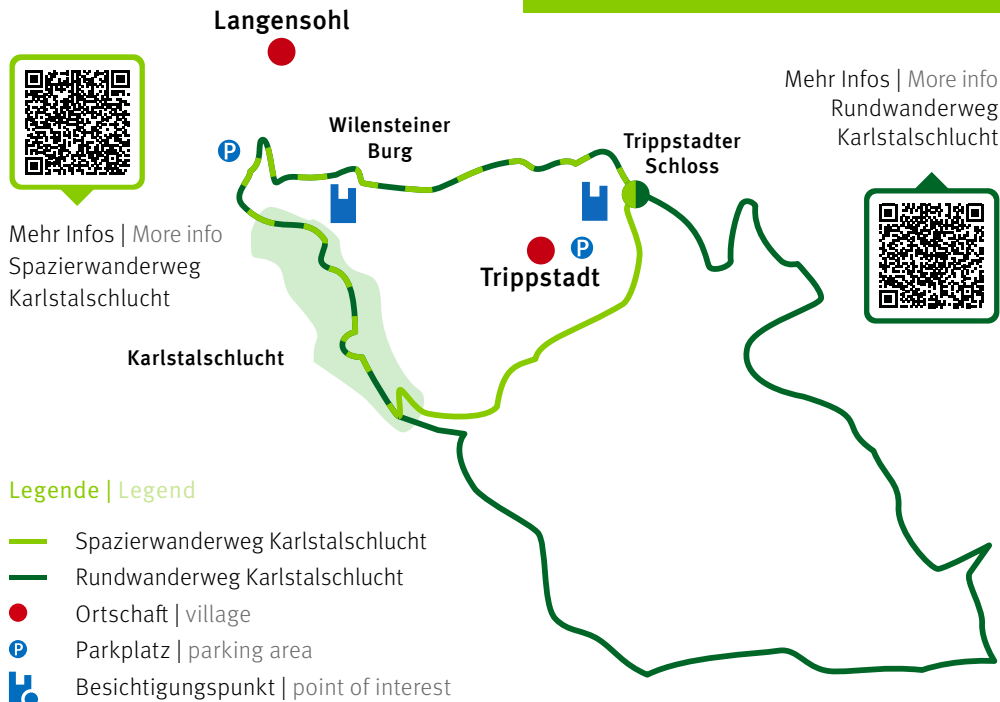 Langensohl
Mehr Infos | More info
Rundwanderweg
Karlstalschlucht
P
Wilensteiner
Burg
Trippstadter
Schloss
Mehr Infos | More info
Spazierwanderweg
Karlstalschlucht
P
Trippstadt
Karlstalschlucht
Legende | Legend
Spazierwanderweg Karlstalschlucht
Rundwanderweg Karlstalschlucht
Ortschaft | village
P Parkplatz | parking area
Besichtigungspunkt | point of interest